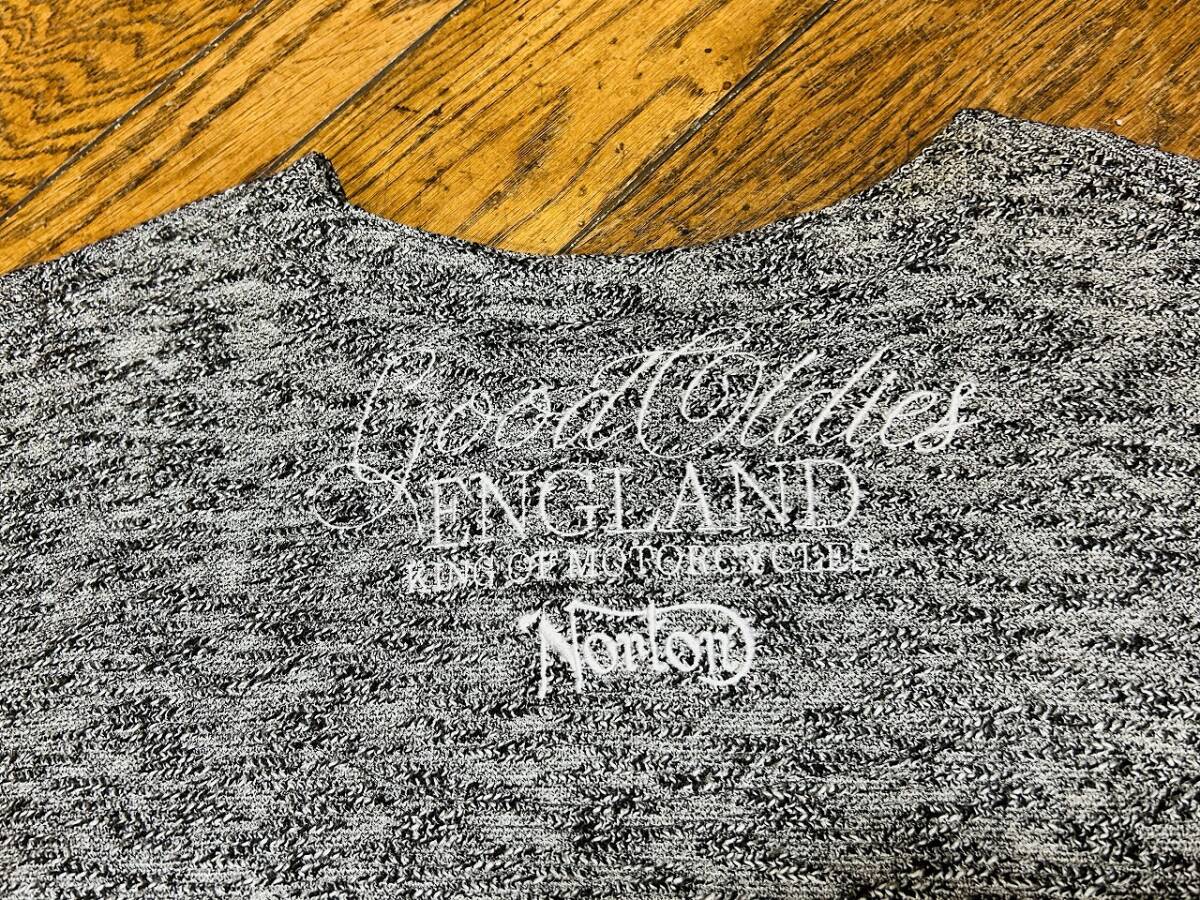 Good Oldies
ENGLAND
KING OF MOTORCYCLES
Norton